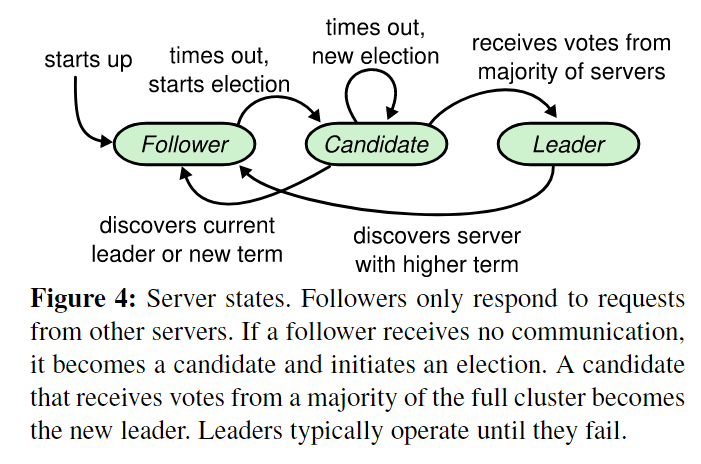 times out,
new election
receives votes from
majority of servers
starts up
times out,
starts election
Follower
Candidate
Leader
discovers current
leader or new term
discovers server
with higher term
Figure 4: Server states. Followers only respond to requests
from other servers. If a follower receives no communication,
it becomes a candidate and initiates an election. A candidate
that receives votes from a majority of the full cluster becomes
the new leader. Leaders typically operate until they fail.